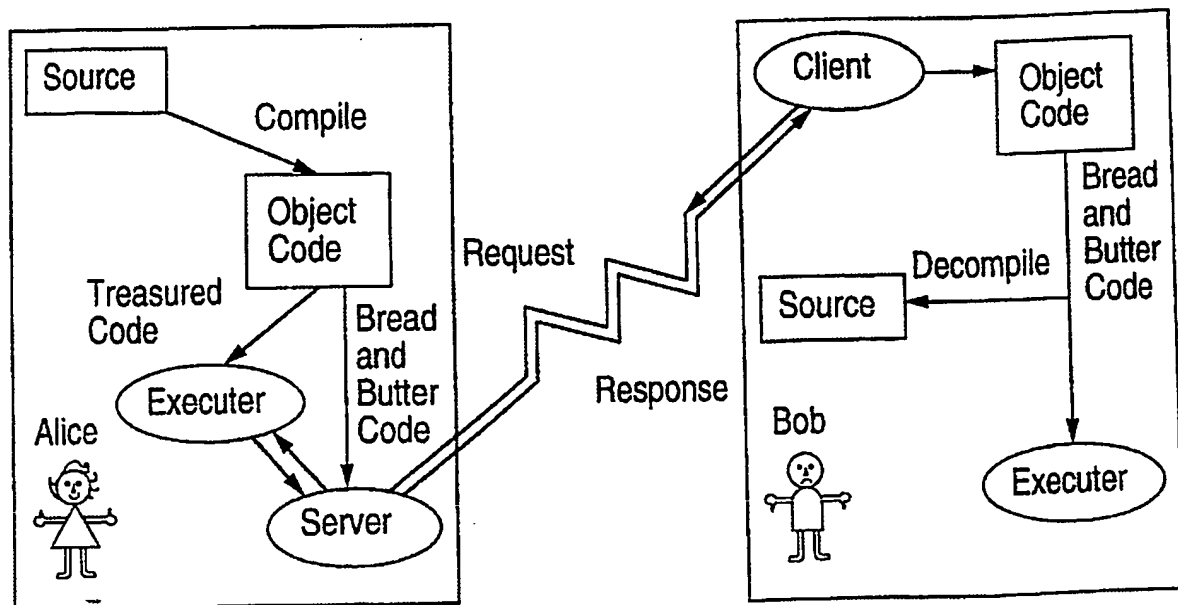 Source
Compile
Object
Code
Treasured
Code
Bread
and
Butter
Code
Executer
Alice
Server
Request
Response
Client
Object
Code
Bread
and
Butter
Code
Decompile
Source
Bob
Executer